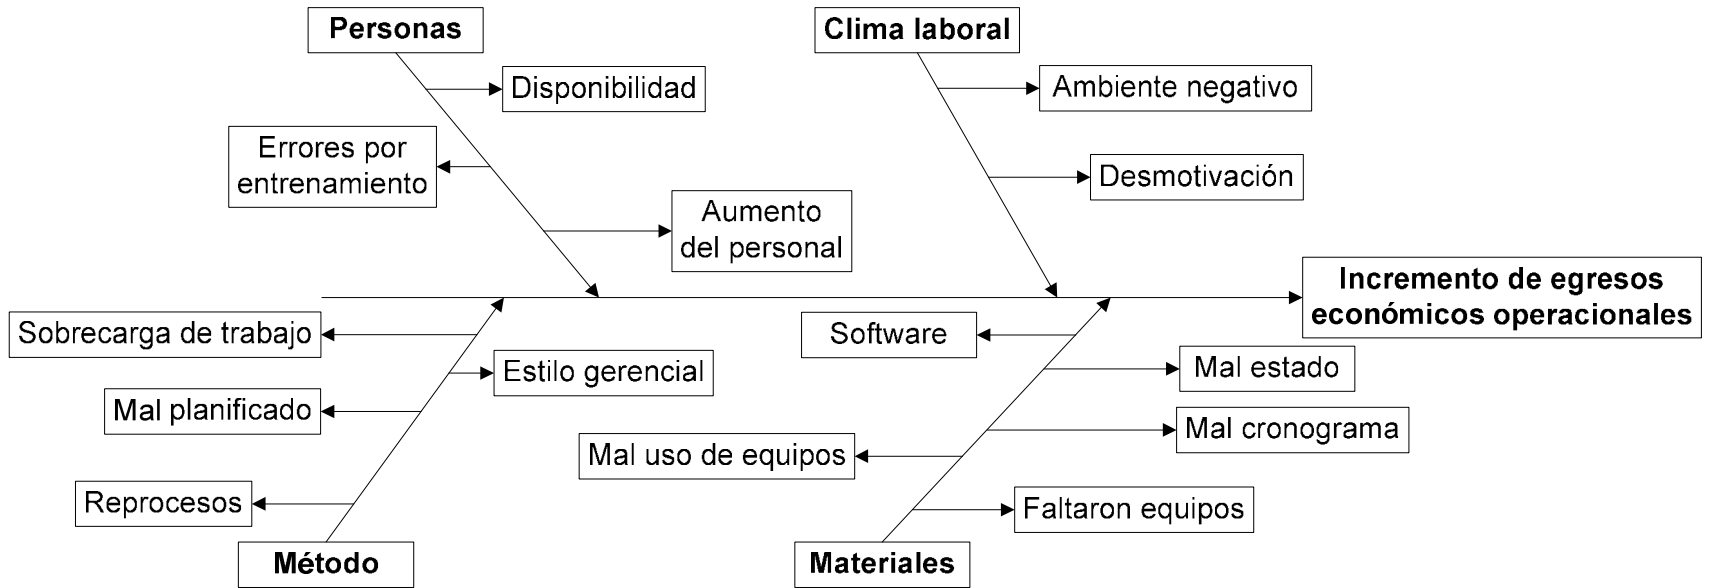 Personas
Clima laboral
Disponibilidad
Ambiente negativo
Errores por
entrenamiento
Desmotivación
Aumento
del personal
Incremento de egresos
económicos operacionales
Sobrecarga de trabajo
Software
Estilo gerencial
Mal estado
Mal planificado
Mal cronograma
Mal uso de equipos
Reprocesos
Faltaron equipos
Método
Materiales